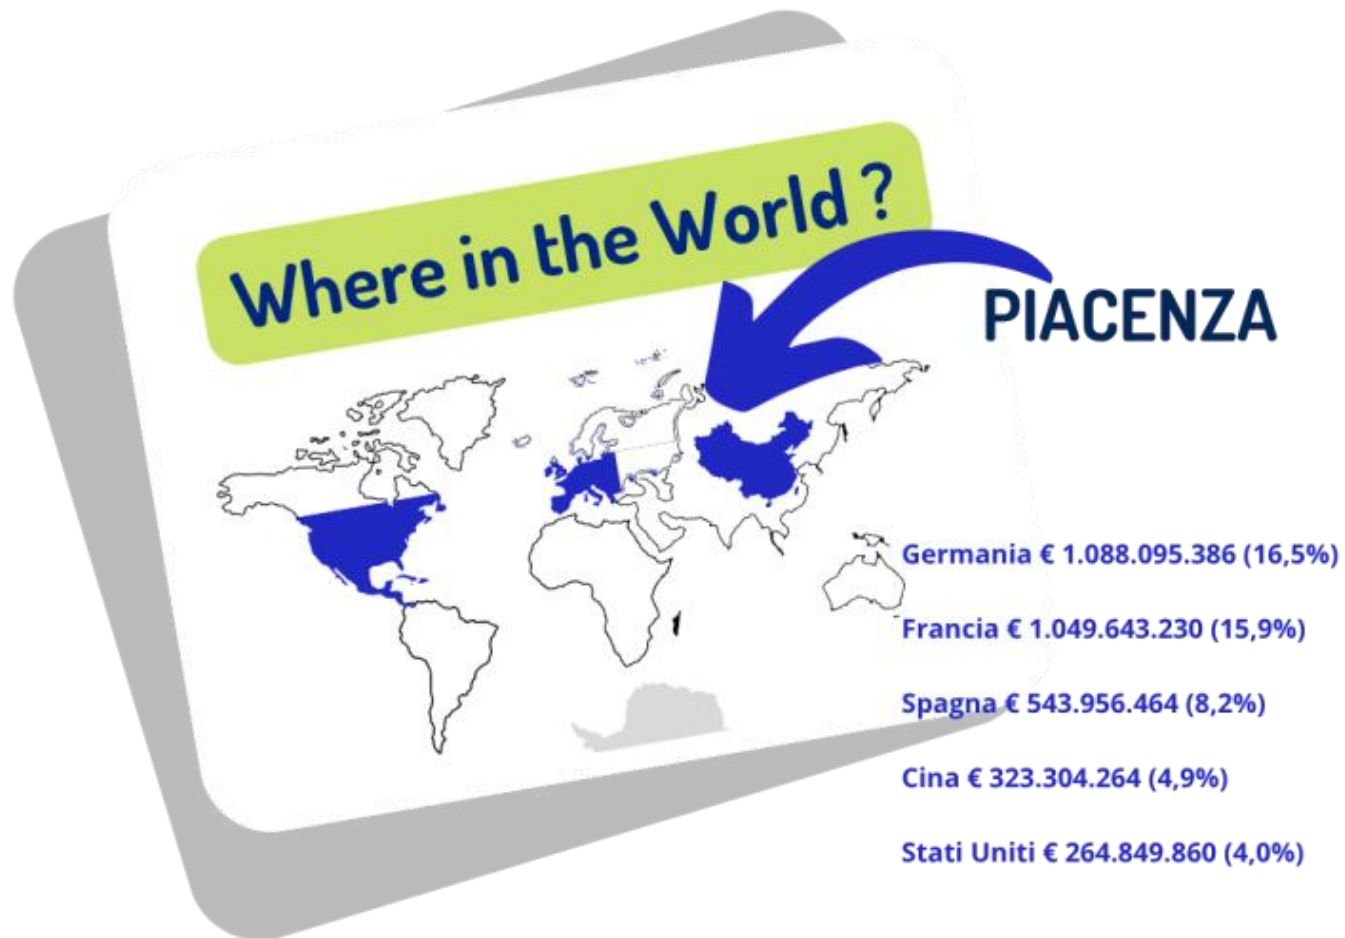 Where in the World ?
PIACENZA
Germania € 1.088.095.386 (16,5%)
Francia € 1.049.643.230 (15,9%)
Spagna € 543.956.464 (8,2%)
Cina € 323.304.264 (4,9%)
Stati Uniti € 264.849.860 (4,0%)